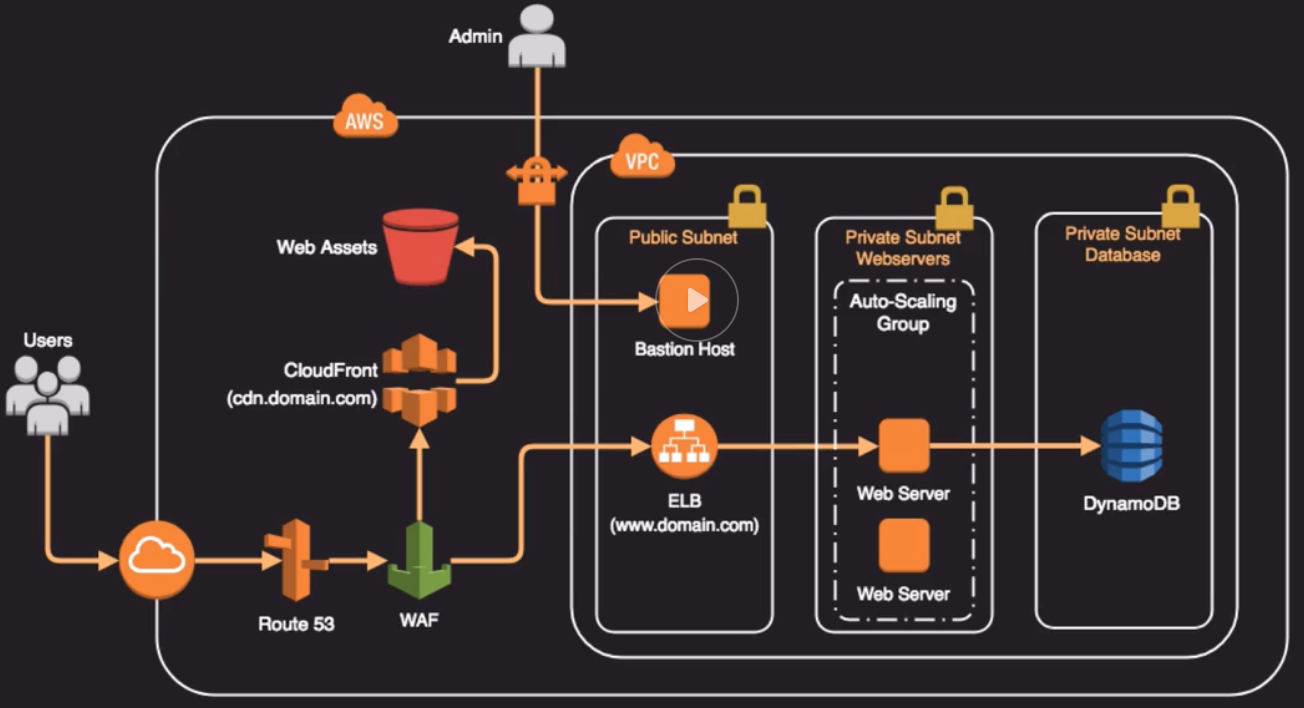 Admin
AWS
VPC
Public Subnet
Private Subnet
Webservers
Private Subnet
Database
Web Assets
Auto-Scaling
Group
Users
Bastion Host
CloudFront
(cdn.domain.com)
Web Server
ELB
(www.domain.com)
DynamoDB
Web Server
Route 53
WAF